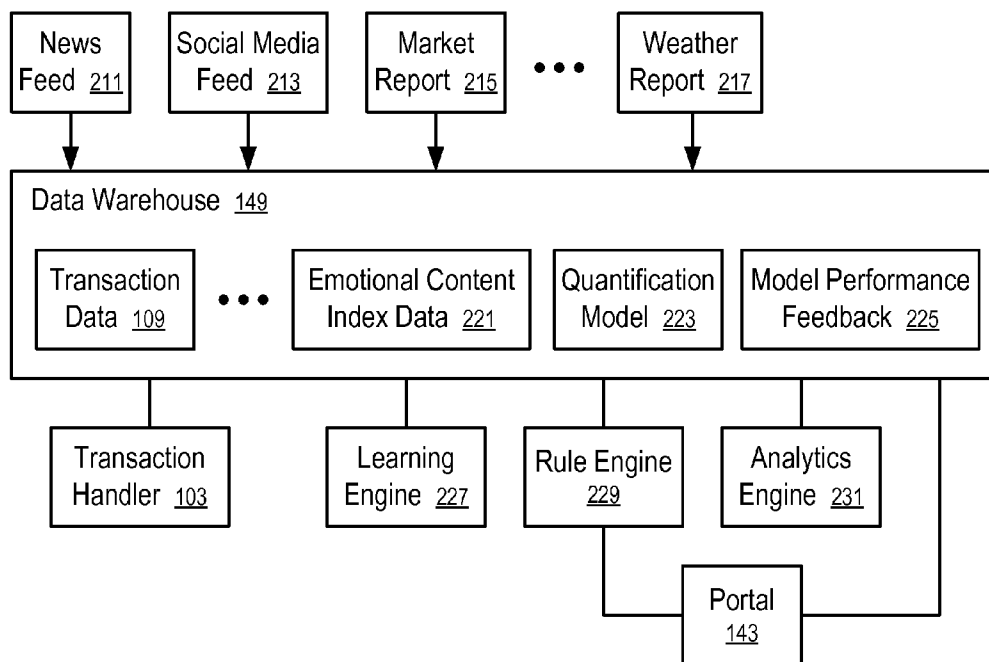 News
Feed 211
Social Media
Feed 213
Market
Report 215
Weather
Report 217
Data Warehouse 149
Transaction
Data 109
Emotional Content
Index Data 221
Quantification
Model 223
Model Performance
Feedback 225
Transaction
Handler 103
Learning
Engine 227
Rule Engine
229
Analytics
Engine 231
Portal
143